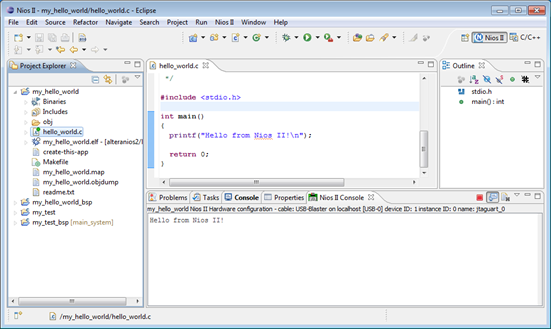 Nios II - my_hello_world/hello_world.c - Eclipse
File Edit Source Refactor Navigate Search Project Run Nios II Window Help
Nios II C/C++
Project Explorer
my_hello_world
Binaries
Includes
obj
hello_world.c
my_hello_world.elf - [alteranios2/l
create-this-app
Makefile
my_hello_world.map
my_hello_world.objdump
readme.txt
my_hello_world_bsp
my_test
my_test_bsp [main_system]
hello_world.c
*/
#include <stdio.h>
int main()
{
printf("Hello from Nios II!\n");
return 0;
}
Outline
stdio.h
main() : int
Problems Tasks Console Properties Nios II Console
my_hello_world Nios II Hardware configuration - cable: USB-Blaster on localhost [USB-0] device ID: 1 instance ID: 0 name: jtaguart_0
Hello from Nios II!
/my_hello_world/hello_world.c